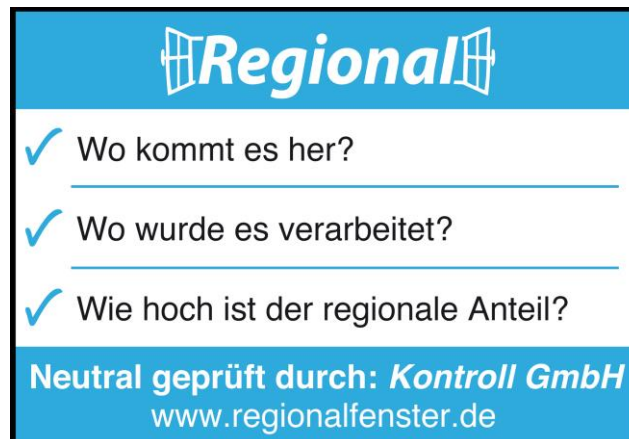 Regional
Wo kommt es her?
Wo wurde es verarbeitet?
Wie hoch ist der regionale Anteil?
Neutral geprüft durch: Kontroll GmbH
www.regionalfenster.de